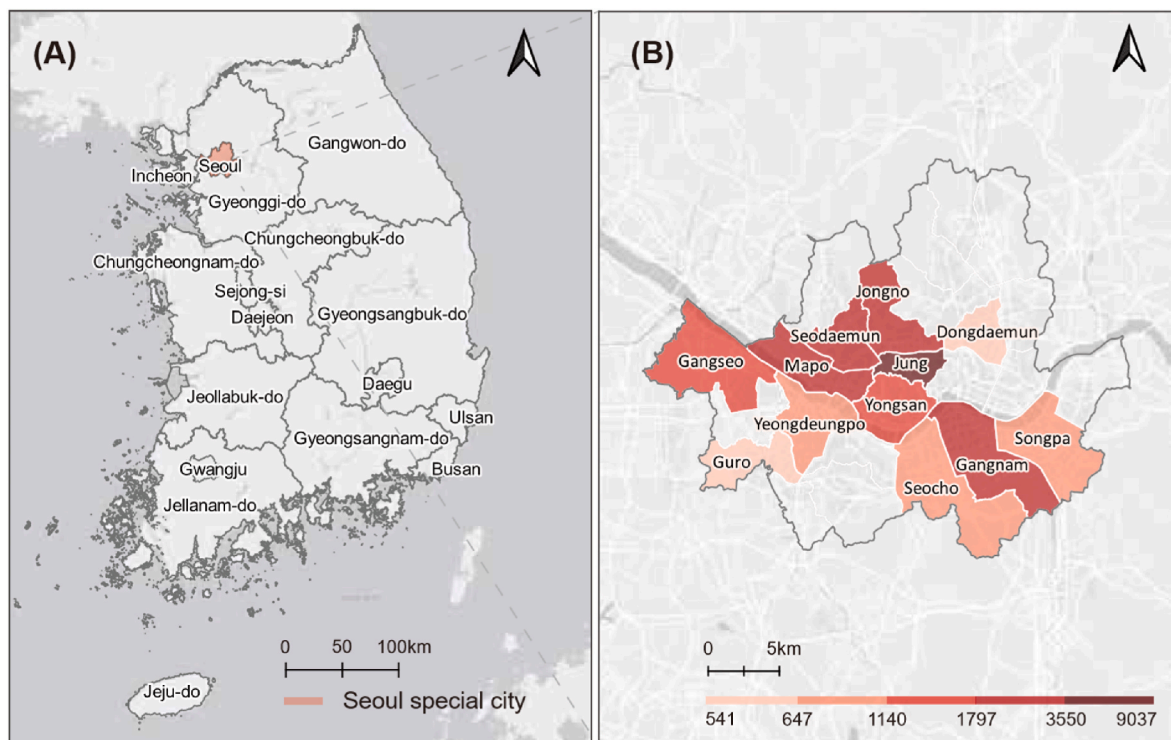 (A)
Gangwon-do
Seoul
Incheon
Gyeonggi-do
Chungcheongbuk-do
Chungcheongnam-do
Sejong-si
Gyeongsangbuk-do
Daejeon
Daegu
Jeollabuk-do
Ulsan
Gyeongsangnam-do
Gwangju
Busan
Jellanam-do
0 50 100km
Jeju-do
Seoul special city
(B)
Jongno
Dongdaemun
Seodaemun
Gangseo
Mapo
Jung
Yongsan
Yeongdeungpo
Songpa
Guro
Gangnam
Seocho
0 5km
541 647 1140 1797 3550 9037